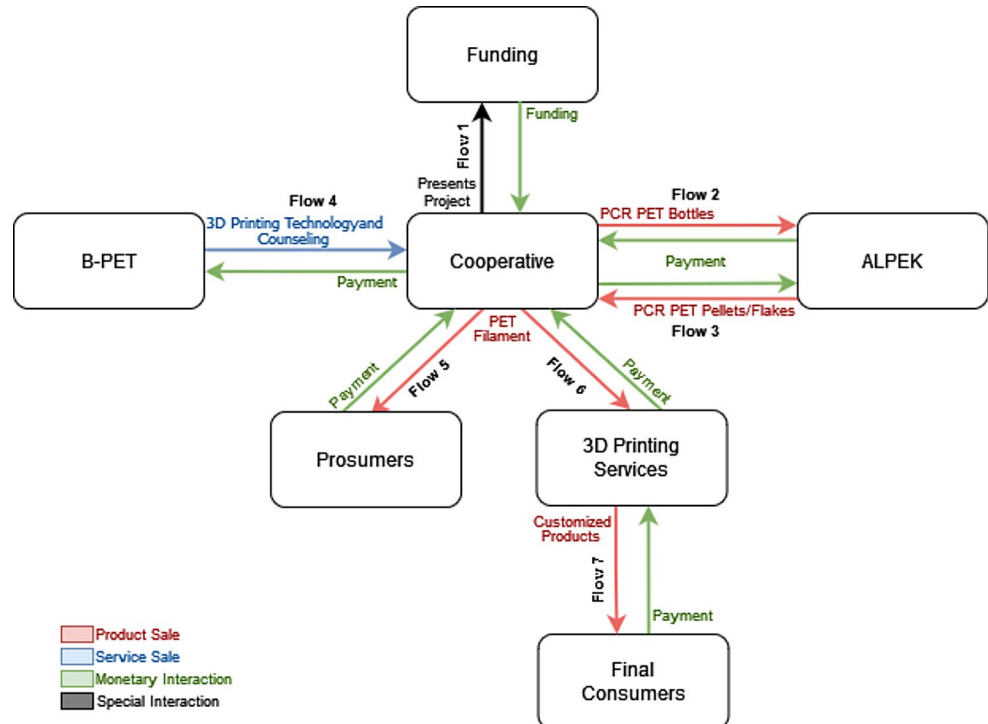 Funding
Funding
Flow 1
Presents
Project
Flow 4
3D Printing Technologyand
Counseling
B-PET
Payment
Cooperative
Flow 2
PCR PET Bottles
Payment
ALPEK
PCR PET Pellets/Flakes
Flow 3
PET
Filament
Payment
Flow 5
Flow 6
Payment
Prosumers
3D Printing
Services
Customized
Products
Flow 7
Payment
Final
Consumers
Product Sale
Service Sale
Monetary Interaction
Special Interaction